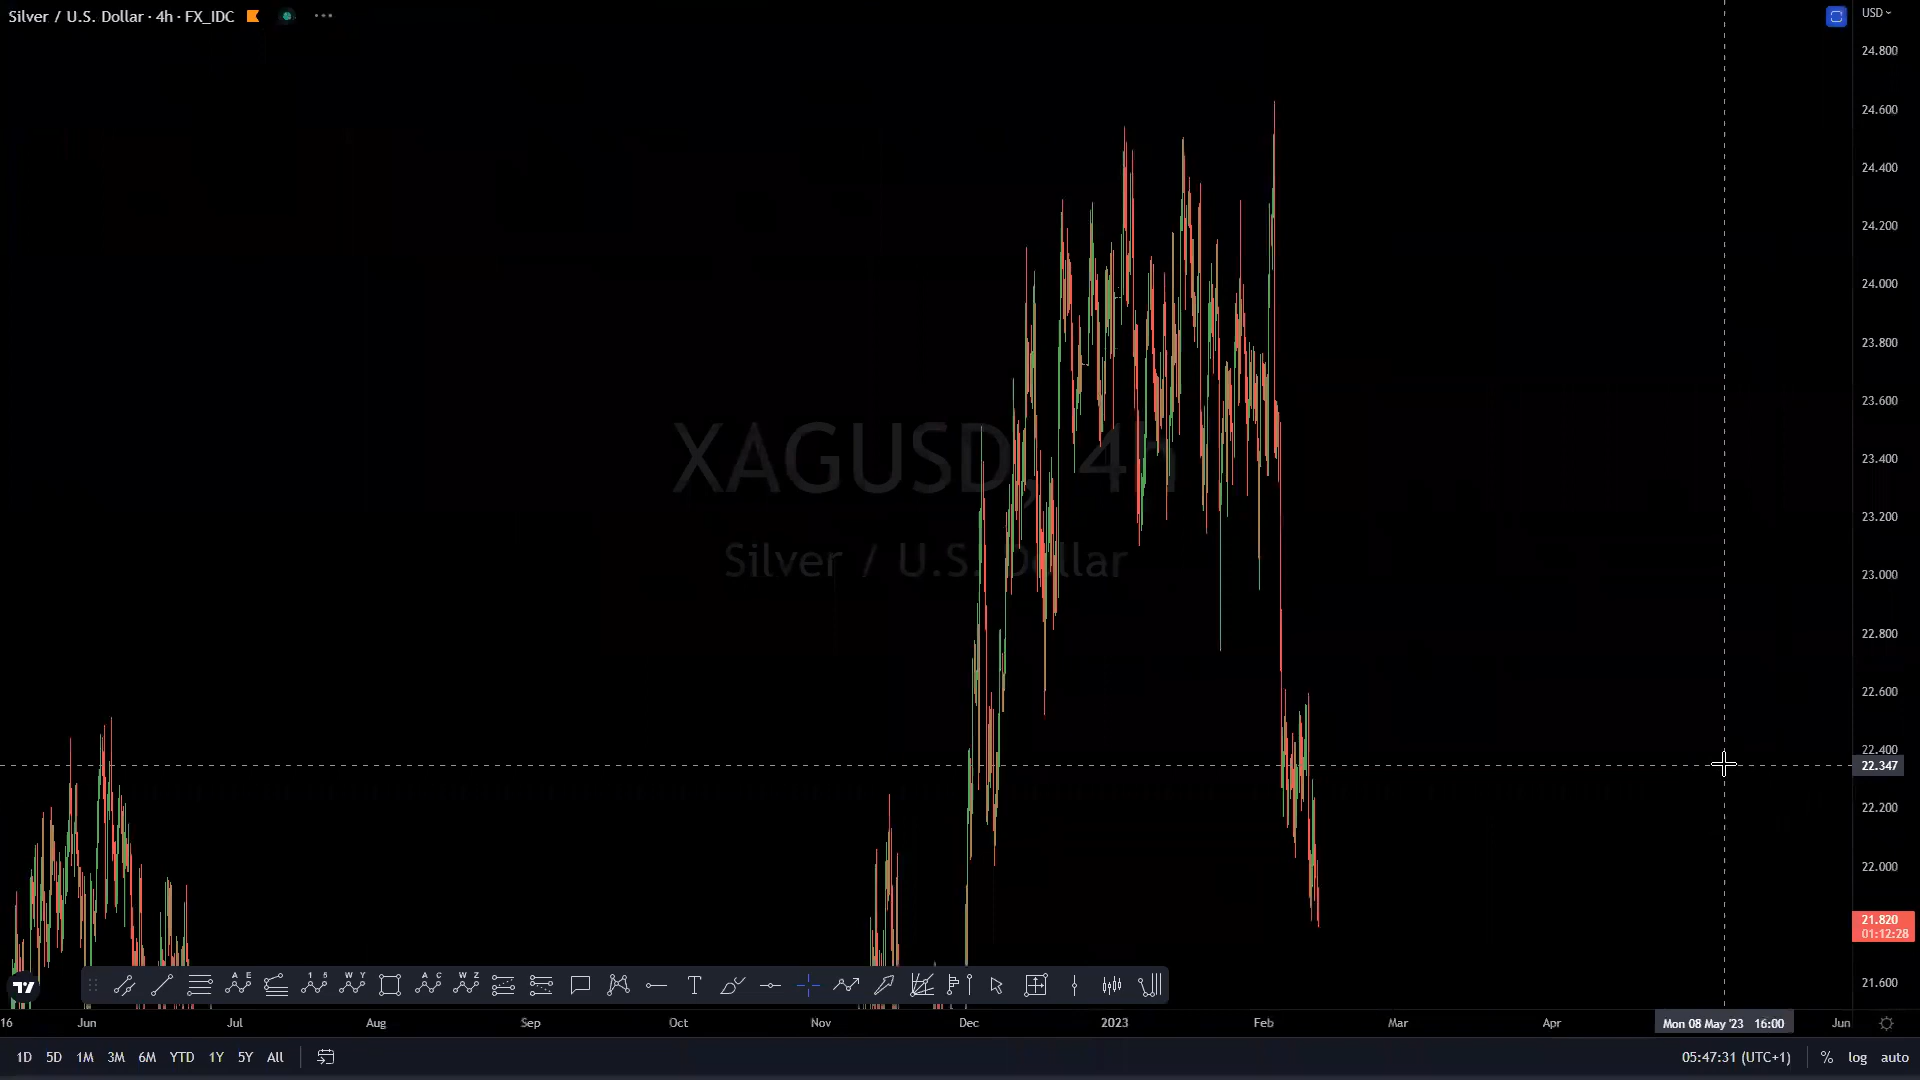 Silver / U.S. Dollar · 4h · FX_IDC
USD
24.800
24.600
24.400
24.200
24.000
23.800
23.600
23.400
23.200
23.000
22.800
22.600
22.400
22.347
22.200
22.000
21.820
01:12:28
21.600
XAGUSD, 4h
Silver / U.S. Dollar
A E
1 5
W Y
A C
W Z
T
16 Jun Jul Aug Sep Oct Nov Dec 2023 Feb Mar Apr Mon 08 May '23 16:00 Jun
1D 5D 1M 3M 6M YTD 1Y 5Y All 05:47:31 (UTC+1) % log auto